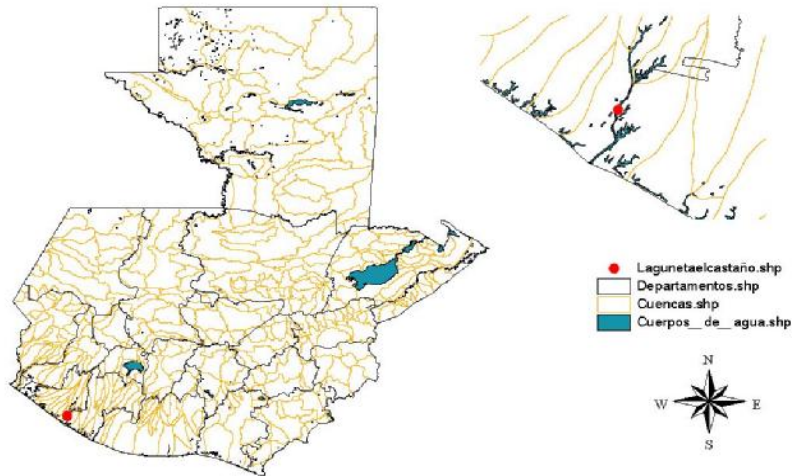 Lagunetaelcastaño.shp
Departamentos.shp
Cuencas.shp
Cuerpos__de__agua.shp
N
W E
S